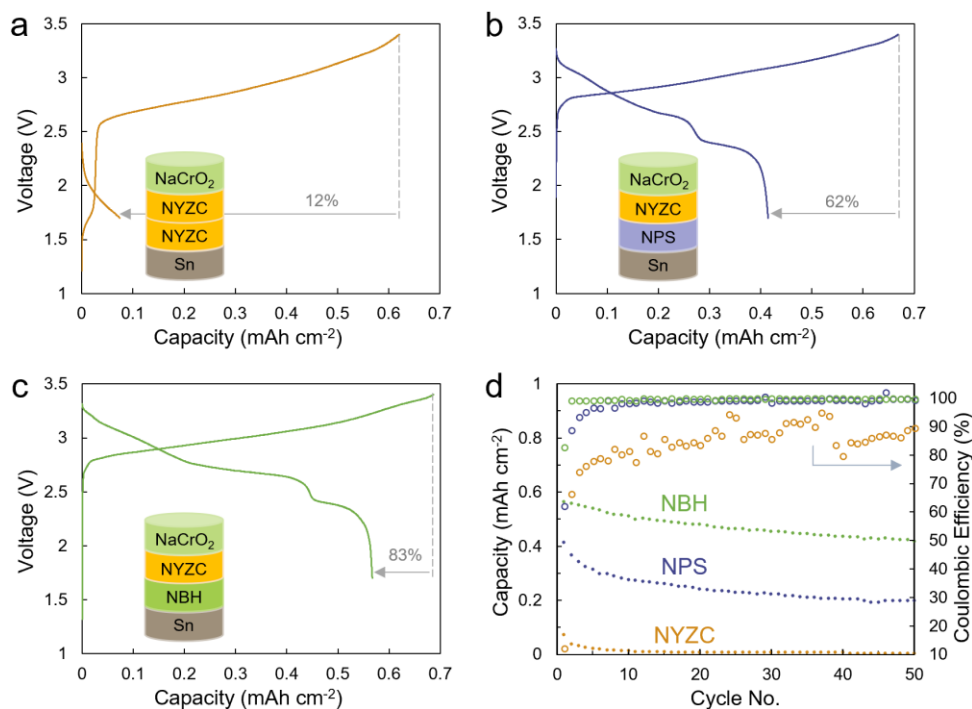 a
3.5
3
2.5
2
1.5
1
Voltage (V)
NaCrO₂
NYZC
NYZC
Sn
12%
0 0.1 0.2 0.3 0.4 0.5 0.6 0.7
Capacity (mAh cm⁻²)
b
3.5
3
2.5
2
1.5
1
Voltage (V)
NaCrO₂
NYZC
NPS
Sn
62%
0 0.1 0.2 0.3 0.4 0.5 0.6 0.7
Capacity (mAh cm⁻²)
c
3.5
3
2.5
2
1.5
1
Voltage (V)
NaCrO₂
NYZC
NBH
Sn
83%
0 0.1 0.2 0.3 0.4 0.5 0.6 0.7
Capacity (mAh cm⁻²)
d
1
0.8
0.6
0.4
0.2
0
Capacity (mAh cm⁻²)
NBH
NPS
NYZC
100
90
80
70
60
50
40
30
20
10
Coulombic Efficiency (%)
0 10 20 30 40 50
Cycle No.